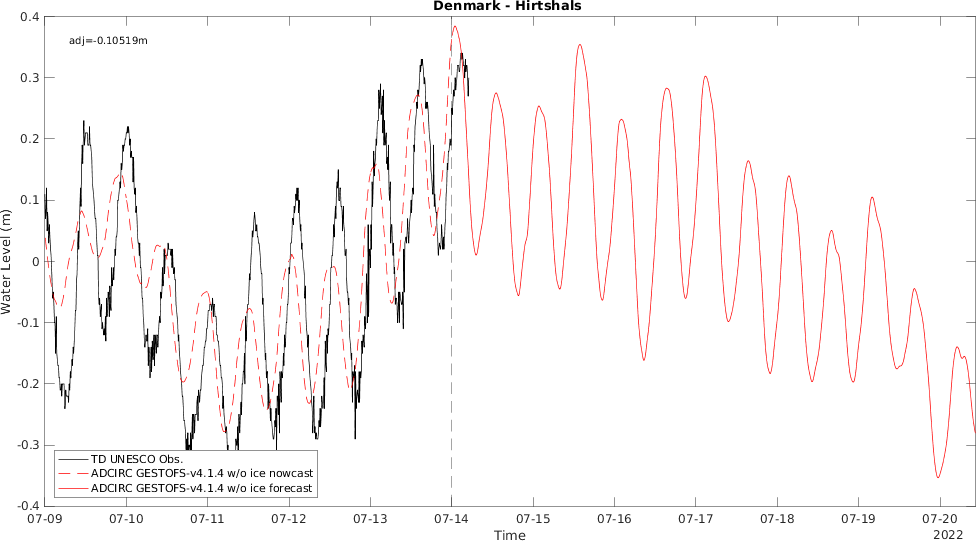 Denmark - Hirtshals
adj=-0.10519m
0.4
0.3
0.2
0.1
0
-0.1
-0.2
-0.3
-0.4
Water Level (m)
TD UNESCO Obs.
ADCIRC GESTOFS-v4.1.4 w/o ice nowcast
ADCIRC GESTOFS-v4.1.4 w/o ice forecast
07-09 07-10 07-11 07-12 07-13 07-14 07-15 07-16 07-17 07-18 07-19 07-20
Time
2022